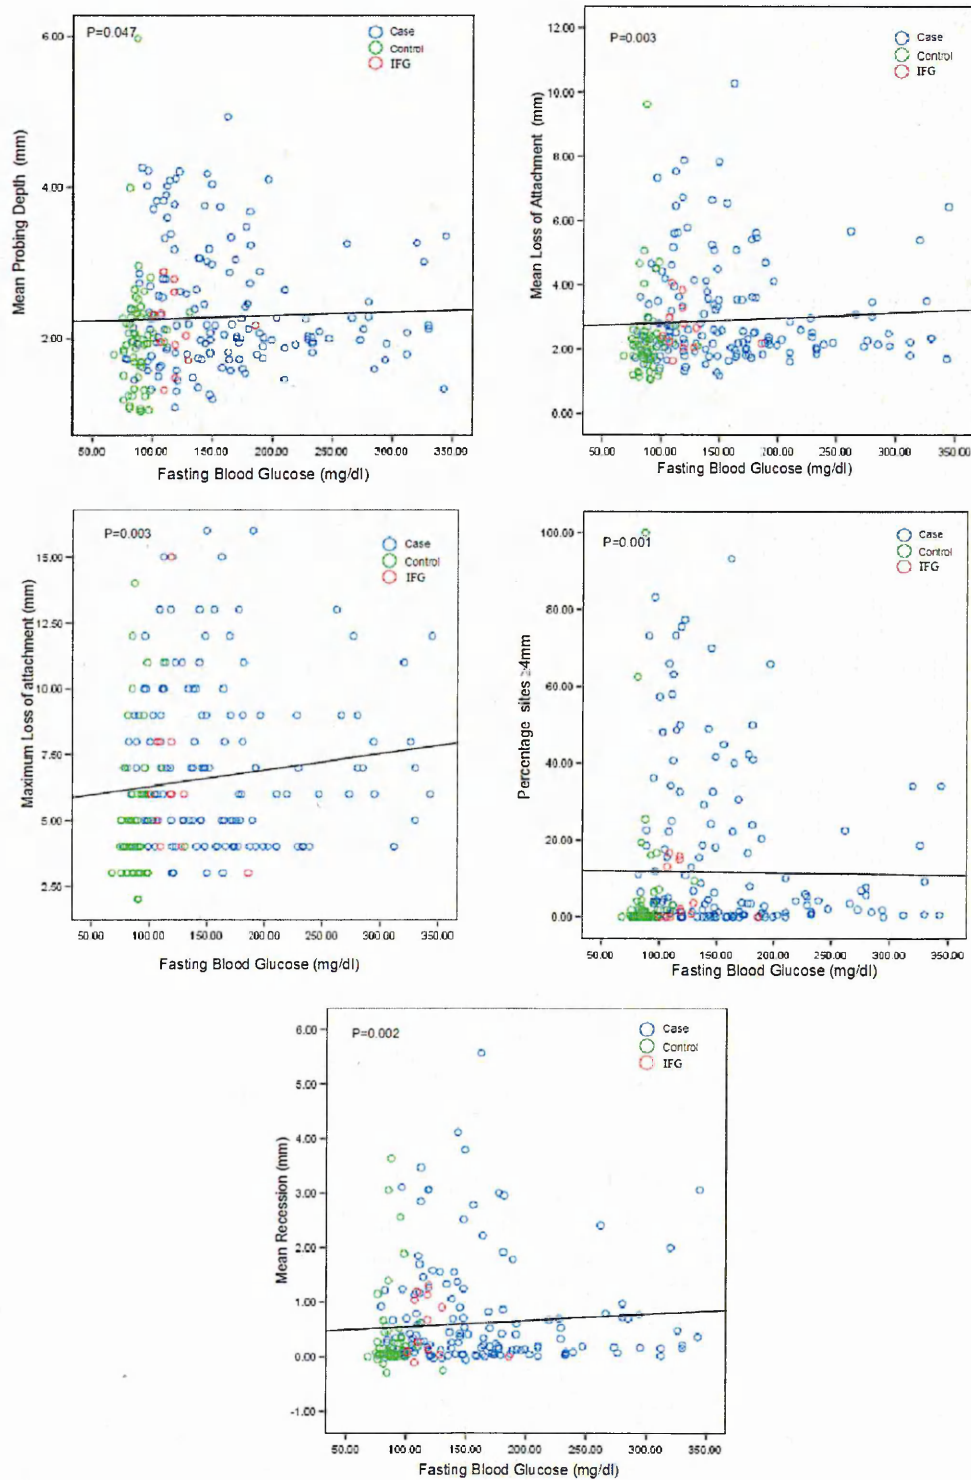 P=0.047
Case
Control
IFG
6.00
4.00
2.00
Mean Probing Depth (mm)
50.00 100.00 150.00 200.00 250.00 300.00 350.00
Fasting Blood Glucose (mg/dl)
P=0.003
Case
Control
IFG
12.00
10.00
8.00
6.00
4.00
2.00
0.00
Mean Loss of Attachment (mm)
50.00 100.00 150.00 200.00 250.00 300.00 350.00
Fasting Blood Glucose (mg/dl)
P=0.003
Case
Control
IFG
15.00
12.50
10.00
7.50
5.00
2.50
Maximum Loss of attachment (mm)
50.00 100.00 150.00 200.00 250.00 300.00 350.00
Fasting Blood Glucose (mg/dl)
P=0.001
Case
Control
IFG
100.00
80.00
60.00
40.00
20.00
0.00
Percentage sites ≥4mm
50.00 100.00 150.00 200.00 250.00 300.00 350.00
Fasting Blood Glucose (mg/dl)
P=0.002
Case
Control
IFG
6.00
5.00
4.00
3.00
2.00
1.00
0.00
-1.00
Mean Recession (mm)
50.00 100.00 150.00 200.00 250.00 300.00 350.00
Fasting Blood Glucose (mg/dl)